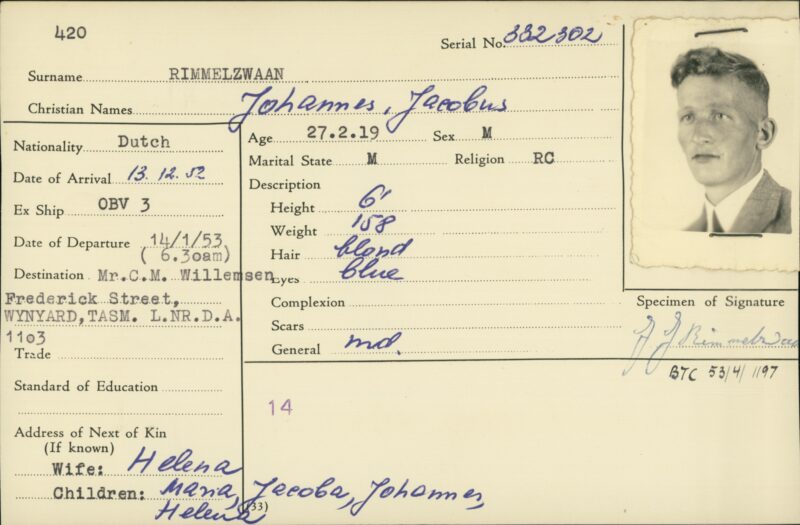 420
Serial No. 332302
Surname RIMMELZWAAN
Christian Names Johannes, Jacobus
Nationality Dutch
Date of Arrival 13.12.52
Ex Ship OBV 3
Date of Departure 14/1/53
( 6.30am)
Destination Mr.C.M. Willemsen
Frederick Street,
WYNYARD,TASM. L.NR.D.A.
1103
Trade
Standard of Education
Address of Next of Kin
(If known)
Wife: Helena
Children: Maria, Jacoba, Johannes,
Helena
(33)
Age 27.2.19 Sex M
Marital State M Religion RC
Description
Height 6'
Weight 158
Hair blond
Eyes blue
Complexion
Scars
General md.
14
Specimen of Signature
J J Rimmelzwaan
BTC 53/4/1197